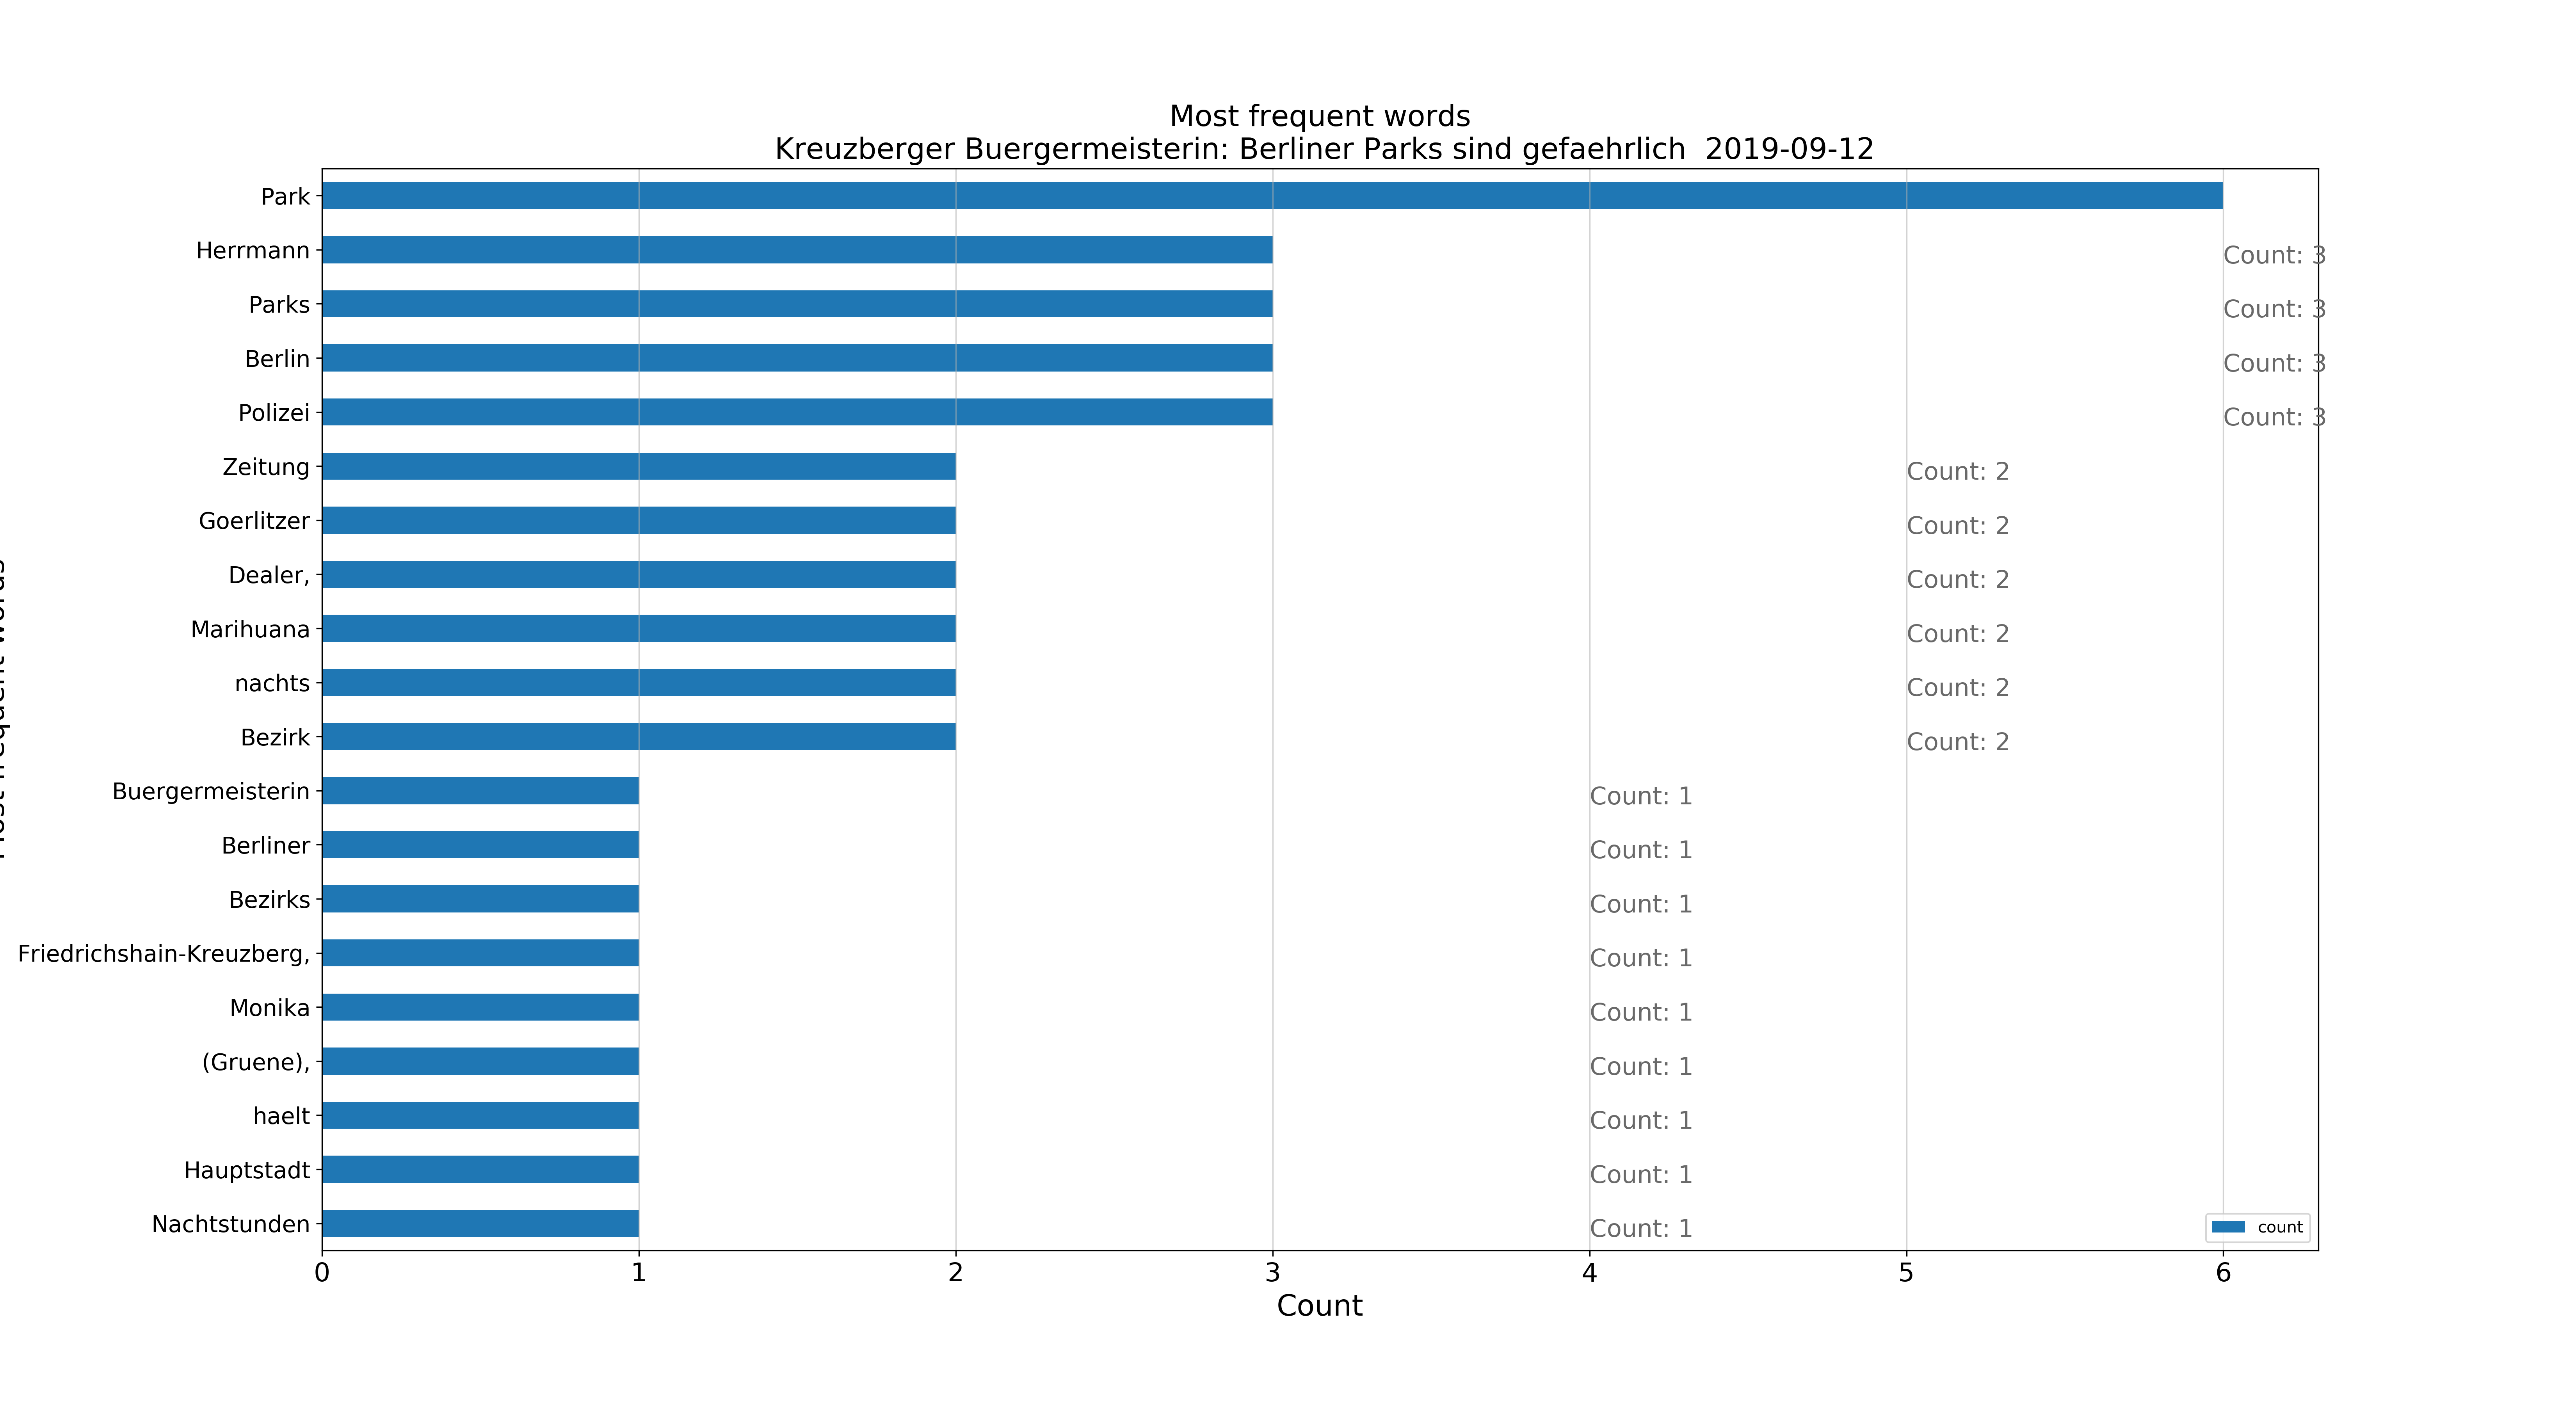 Most frequent words
Kreuzberger Buergermeisterin: Berliner Parks sind gefaehrlich 2019-09-12
Park
Herrmann Count: 3
Parks Count: 3
Berlin Count: 3
Polizei Count: 3
Zeitung Count: 2
Goerlitzer Count: 2
Dealer, Count: 2
Marihuana Count: 2
nachts Count: 2
Bezirk Count: 2
Buergermeisterin Count: 1
Berliner Count: 1
Bezirks Count: 1
Friedrichshain-Kreuzberg, Count: 1
Monika Count: 1
(Gruene), Count: 1
haelt Count: 1
Hauptstadt Count: 1
Nachtstunden Count: 1
count
0 1 2 3 4 5 6
Count